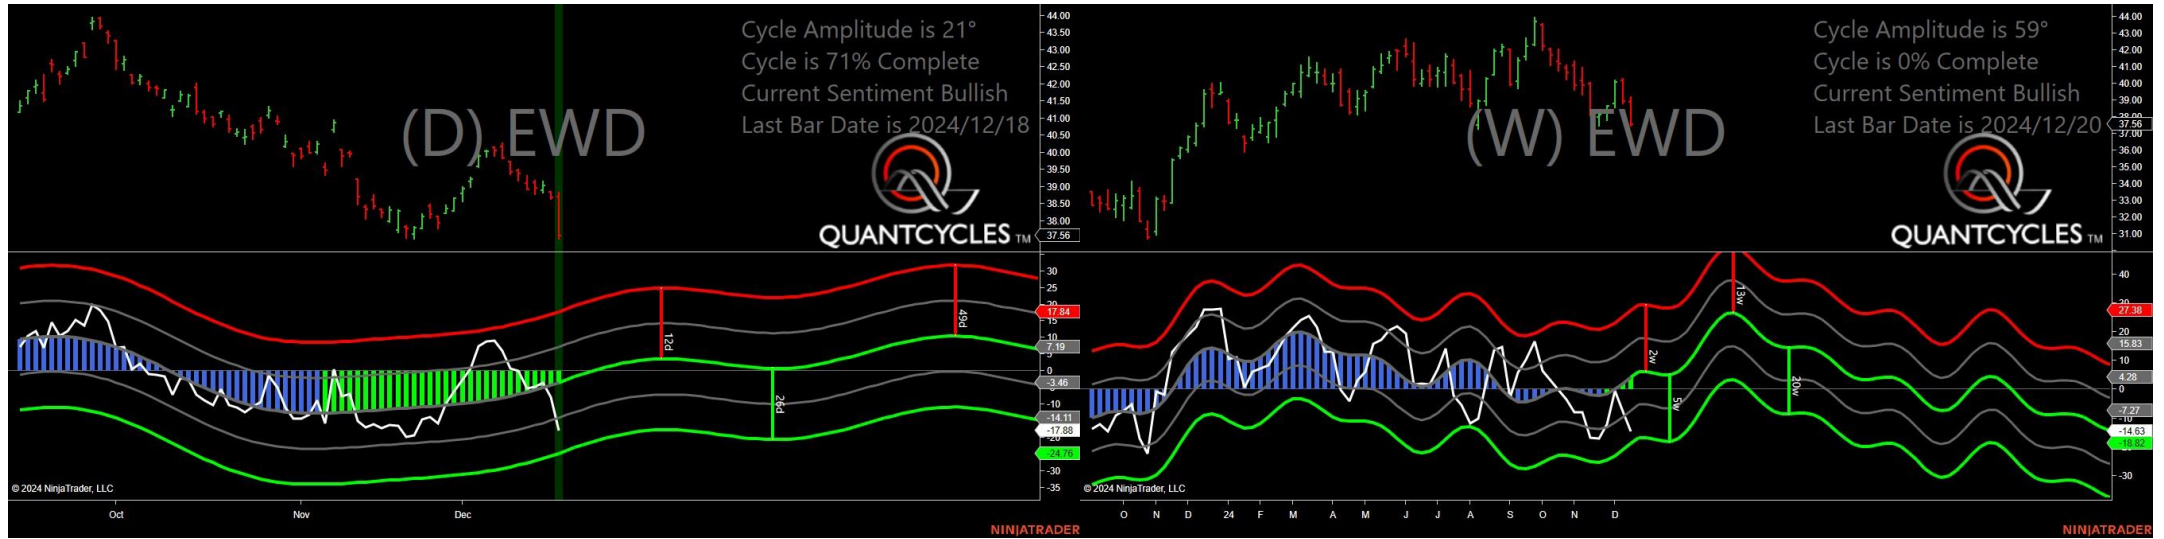 Cycle Amplitude is 21°
Cycle is 71% Complete
Current Sentiment Bullish
Last Bar Date is 2024/12/18
(D) EWD
QUANTCYCLES TM
44.00
43.50
43.00
42.50
42.00
41.50
41.00
40.50
40.00
39.50
39.00
38.50
38.00
37.56
30
25
17.84
15
7.19
5
0
-3.46
-10
-14.11
-17.88
-24.76
-30
-35
12d
26d
49d
© 2024 NinjaTrader, LLC
Oct Nov Dec
NINJATRADER
Cycle Amplitude is 59°
Cycle is 0% Complete
Current Sentiment Bullish
Last Bar Date is 2024/12/20
(W) EWD
QUANTCYCLES TM
44.00
43.00
42.00
41.00
40.00
39.00
37.56
37.00
36.00
35.00
34.00
33.00
32.00
31.00
40
27.38
20
15.83
10
4.28
0
-7.27
-14.63
-18.82
-30
2w
5w
13w
20w
© 2024 NinjaTrader, LLC
O N D 24 F M A M J J A S O N D
NINJATRADER